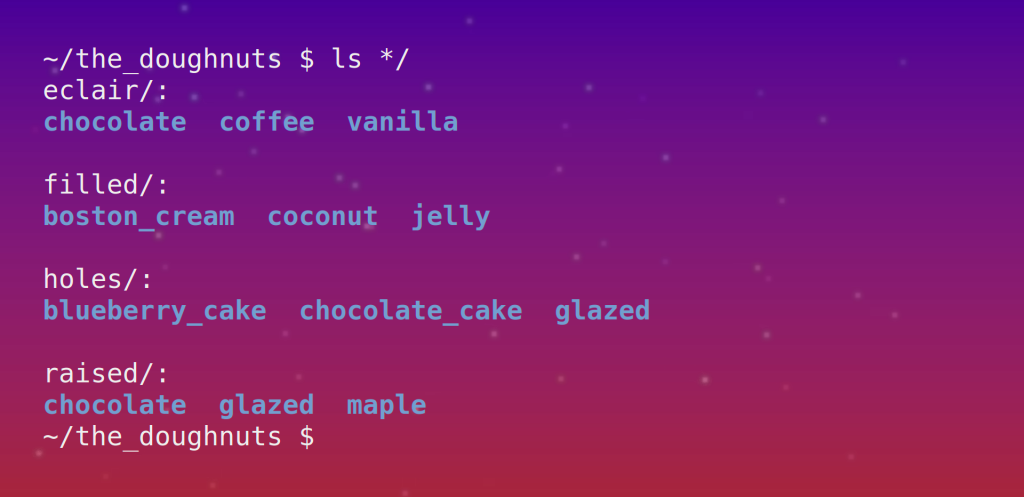 ~/the_doughnuts $ ls */
eclair/:
chocolate  coffee  vanilla

filled/:
boston_cream  coconut  jelly

holes/:
blueberry_cake  chocolate_cake  glazed

raised/:
chocolate  glazed  maple
~/the_doughnuts $